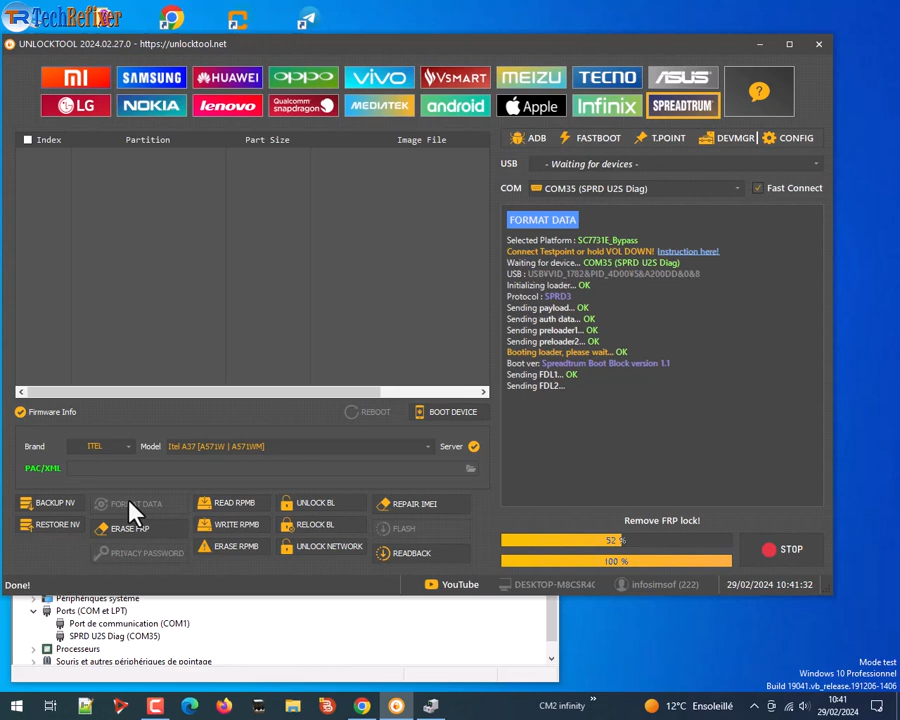 TR TechRefixer
UNLOCKTOOL 2024.02.27.0 - https://unlocktool.net
MI SAMSUNG HUAWEI OPPO VIVO VSMART MEIZU TECNO ASUS ?
LG NOKIA lenovo Qualcomm snapdragon MEDIATEK android Apple Infinix SPREADTRUM
ADB FASTBOOT T.POINT DEVMGR CONFIG
Index Partition Part Size Image File
USB - Waiting for devices -
COM COM35 (SPRD U2S Diag) Fast Connect
FORMAT DATA
Selected Platform : SC7731E_Bypass
Connect Testpoint or hold VOL DOWN! Instruction here!
Waiting for device... COM35 (SPRD U2S Diag)
USB : USB¥VID_1782&PID_4D00¥5&A200DD&0&8
Initializing loader... OK
Protocol : SPRD3
Sending payload... OK
Sending auth data... OK
Sending preloader1... OK
Sending preloader2... OK
Booting loader, please wait... OK
Boot ver: Spreadtrum Boot Block version 1.1
Sending FDL1... OK
Sending FDL2...
Firmware Info REBOOT BOOT DEVICE
Brand ITEL Model Itel A37 [A571W | A571WM] Server
PAC/XML
BACKUP NV FORMAT DATA READ RPMB UNLOCK BL REPAIR IMEI
RESTORE NV ERASE FRP WRITE RPMB RELOCK BL FLASH
PRIVACY PASSWORD ERASE RPMB UNLOCK NETWORK READBACK
Remove FRP lock!
52 %
100 %
STOP
Done! YouTube DESKTOP-M8CSR4C infosimsof (222) 29/02/2024 10:41:32
Périphériques système
Ports (COM et LPT)
Port de communication (COM1)
SPRD U2S Diag (COM35)
Processeurs
Souris et autres périphériques de pointage
Mode test
Windows 10 Professionnel
Build 19041.vb_release.191206-1406
CM2 infinity » 12°C Ensoleillé 10:41
29/02/2024